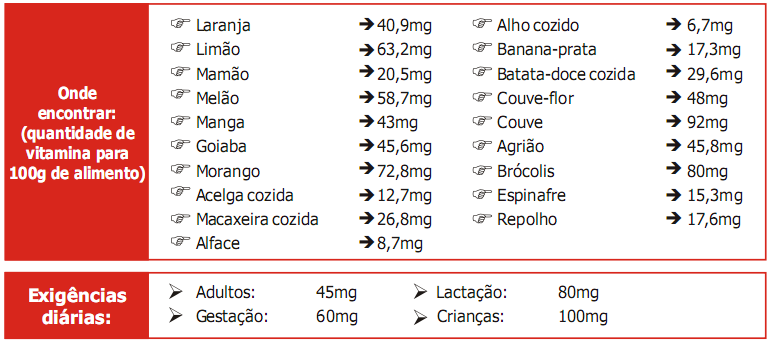 Onde
encontrar:
(quantidade de
vitamina para
100g de alimento)
Laranja 40,9mg
Limão 63,2mg
Mamão 20,5mg
Melão 58,7mg
Manga 43mg
Goiaba 45,6mg
Morango 72,8mg
Acelga cozida 12,7mg
Macaxeira cozida 26,8mg
Alface 8,7mg
Alho cozido 6,7mg
Banana-prata 17,3mg
Batata-doce cozida 29,6mg
Couve-flor 48mg
Couve 92mg
Agrião 45,8mg
Brócolis 80mg
Espinafre 15,3mg
Repolho 17,6mg
Exigências
diárias:
Adultos: 45mg
Gestação: 60mg
Lactação: 80mg
Crianças: 100mg